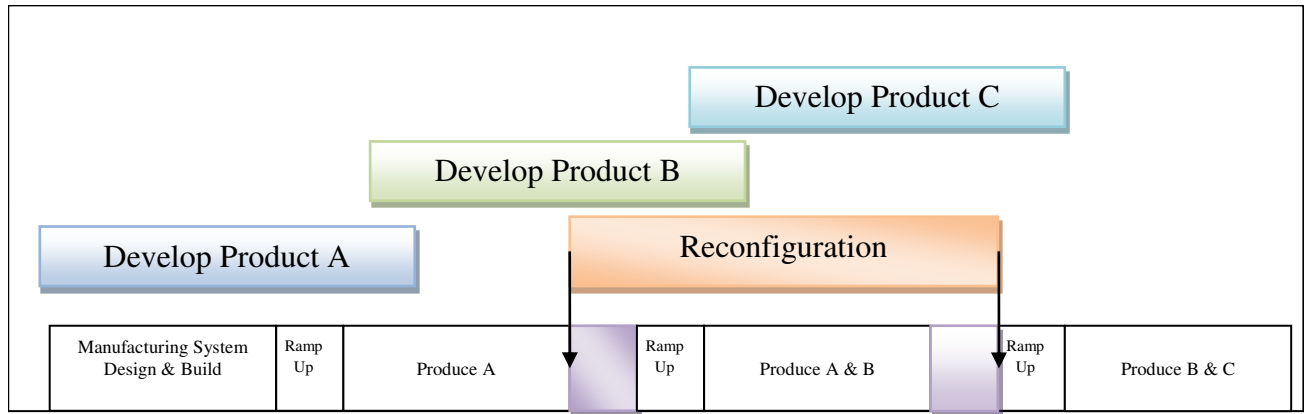 Develop Product C
Develop Product B
Develop Product A
Reconfiguration
Manufacturing System
Design & Build
Ramp
Up
Produce A
Ramp
Up
Produce A & B
Ramp
Up
Produce B & C